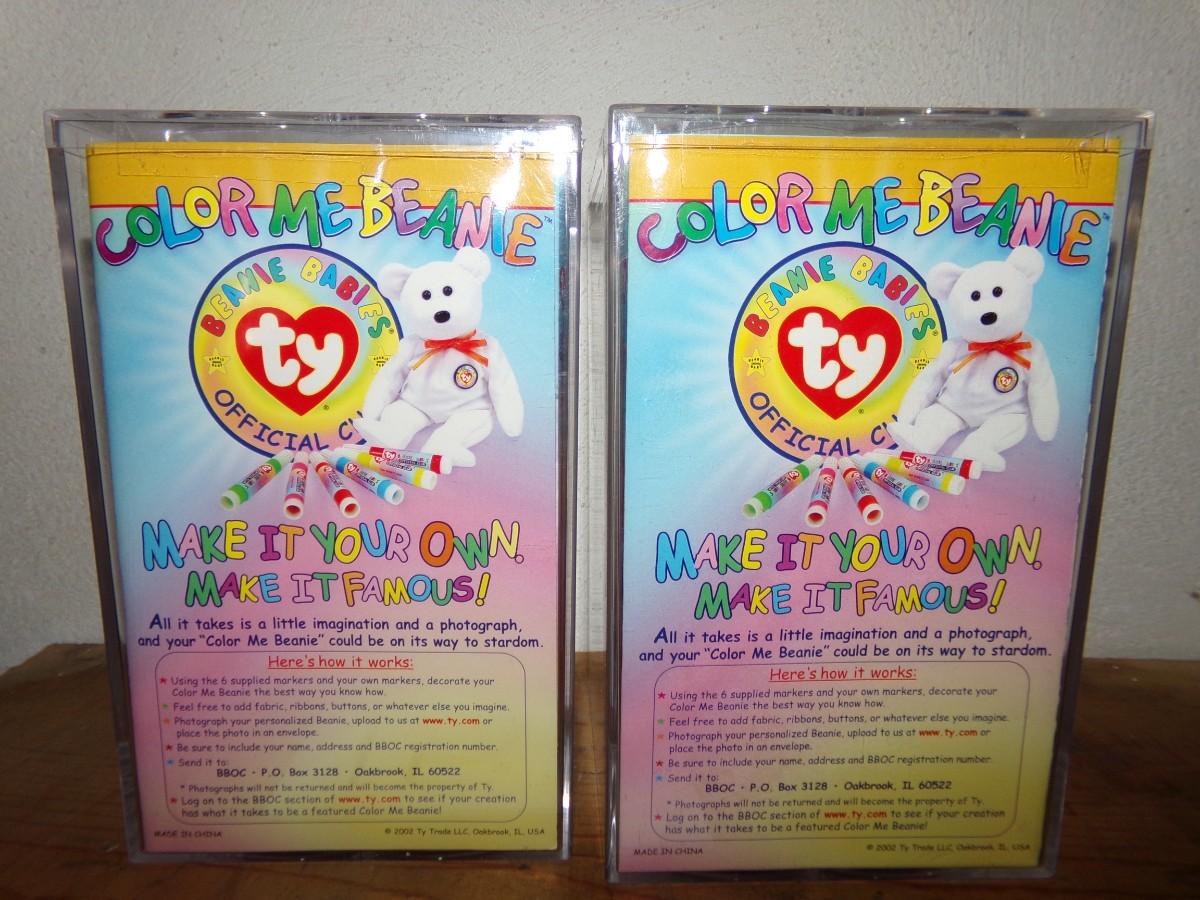 COLOR ME BEANIE™
BEANIE BABIES®
ty®
OFFICIAL
MAKE IT YOUR OWN.
MAKE IT FAMOUS!
All it takes is a little imagination and a photograph,
and your "Color Me Beanie" could be on its way to stardom.
Here's how it works:
★ Using the 6 supplied markers and your own markers, decorate your
Color Me Beanie the best way you know how.
★ Feel free to add fabric, ribbons, buttons, or whatever else you imagine.
★ Photograph your personalized Beanie, upload to us at www.ty.com or
place the photo in an envelope.
★ Be sure to include your name, address and BBOC registration number.
★ Send it to:
BBOC · P.O. Box 3128 · Oakbrook, IL 60522
* Photographs will not be returned and will become the property of Ty.
★ Log on to the BBOC section of www.ty.com to see if your creation
has what it takes to be a featured Color Me Beanie!
MADE IN CHINA
© 2002 Ty Trade LLC, Oakbrook, IL, USA
COLOR ME BEANIE™
BEANIE BABIES®
ty®
OFFICIAL
MAKE IT YOUR OWN.
MAKE IT FAMOUS!
All it takes is a little imagination and a photograph,
and your "Color Me Beanie" could be on its way to stardom.
Here's how it works:
★ Using the 6 supplied markers and your own markers, decorate your
Color Me Beanie the best way you know how.
★ Feel free to add fabric, ribbons, buttons, or whatever else you imagine.
★ Photograph your personalized Beanie, upload to us at www.ty.com or
place the photo in an envelope.
★ Be sure to include your name, address and BBOC registration number.
★ Send it to:
BBOC · P.O. Box 3128 · Oakbrook, IL 60522
* Photographs will not be returned and will become the property of Ty.
★ Log on to the BBOC section of www.ty.com to see if your creation
has what it takes to be a featured Color Me Beanie!
MADE IN CHINA
© 2002 Ty Trade LLC, Oakbrook, IL, USA